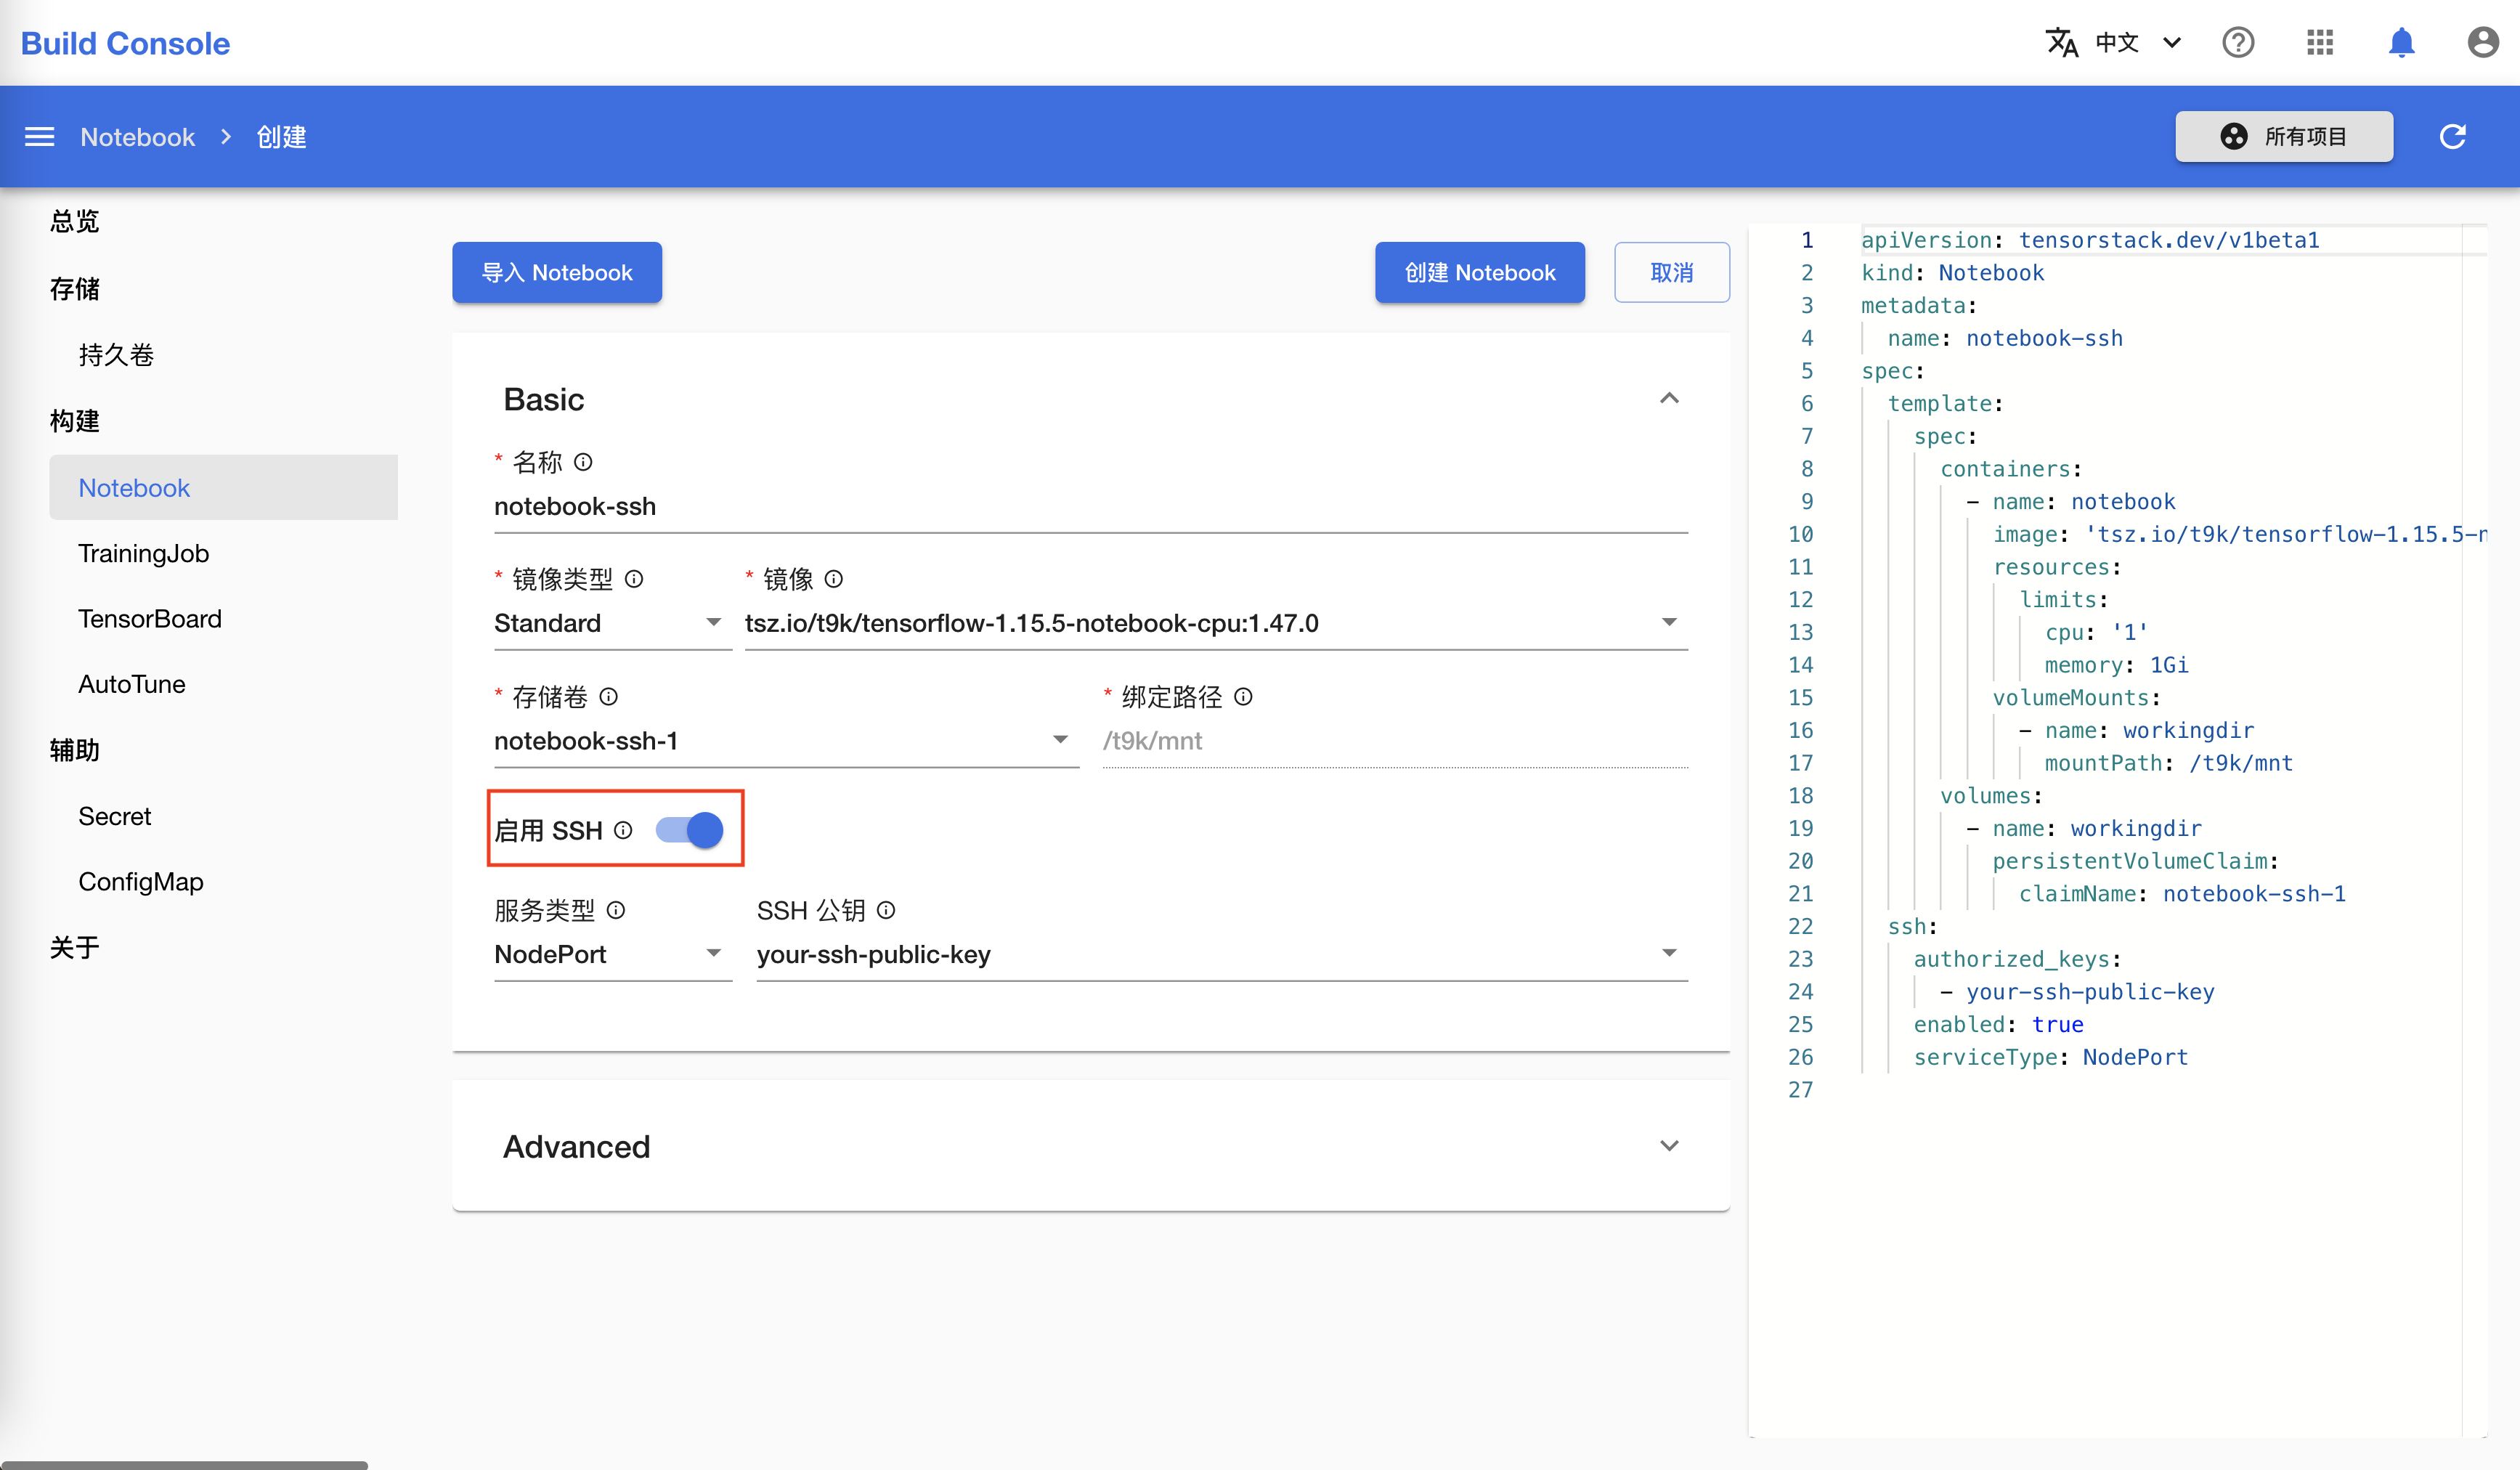 Build Console
中文
Notebook
创建
所有项目
总览
存储
持久卷
构建
Notebook
TrainingJob
TensorBoard
AutoTune
辅助
Secret
ConfigMap
关于
导入 Notebook
创建 Notebook
取消
Basic
* 名称
notebook-ssh
* 镜像类型
Standard
* 镜像
tsz.io/t9k/tensorflow-1.15.5-notebook-cpu:1.47.0
* 存储卷
notebook-ssh-1
* 绑定路径
/t9k/mnt
启用 SSH
服务类型
NodePort
SSH 公钥
your-ssh-public-key
Advanced
1 apiVersion: tensorstack.dev/v1beta1
2 kind: Notebook
3 metadata:
4 name: notebook-ssh
5 spec:
6 template:
7 spec:
8 containers:
9 - name: notebook
10 image: 'tsz.io/t9k/tensorflow-1.15.5-n
11 resources:
12 limits:
13 cpu: '1'
14 memory: 1Gi
15 volumeMounts:
16 - name: workingdir
17 mountPath: /t9k/mnt
18 volumes:
19 - name: workingdir
20 persistentVolumeClaim:
21 claimName: notebook-ssh-1
22 ssh:
23 authorized_keys:
24 - your-ssh-public-key
25 enabled: true
26 serviceType: NodePort
27